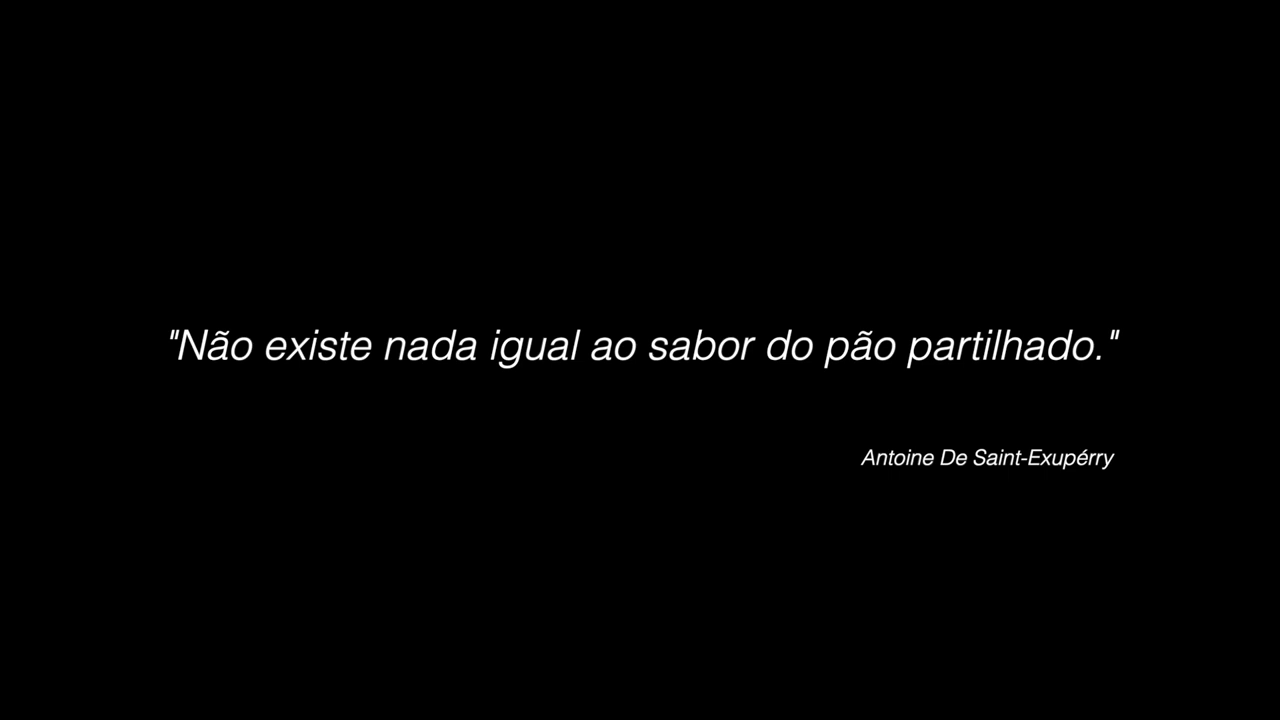 "Não existe nada igual ao sabor do pão partilhado."
Antoine De Saint-Exupérry